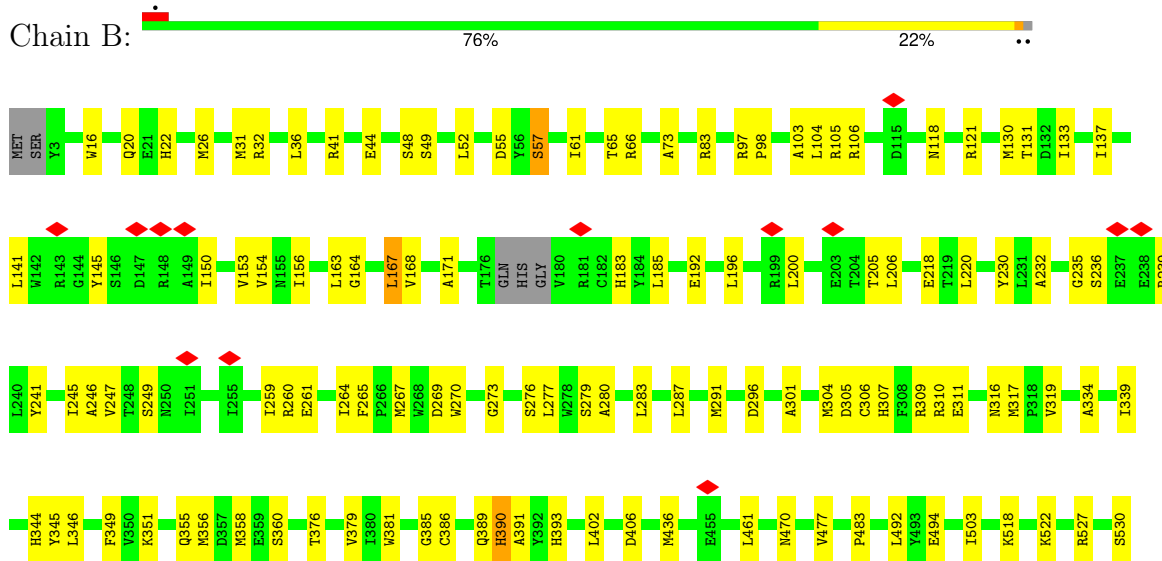 Chain B:
76% 22% ••
MET SER Y3 W16 Q20 E21 H22 M26 M31 R32 L36 R41 E44 S48 S49 L52 D55 Y56 S57 I61 T65 R66 A73 R83 R97 P98 A103 L104 R105 R106 D115 N118 R121 M130 T131 D132 I133 I137
L141 W142 R143 G144 Y145 S146 D147 R148 A149 I150 V153 V154 N155 I156 L163 G164 L167 V168 A171 T176 GLN HIS GLY V180 R181 C182 H183 Y184 L185 E192 L196 R199 L200 E203 T204 T205 L206 E218 T219 L220 Y230 L231 A232 G235 S236 E237 E238
L240 Y241 I245 A246 V247 T248 S249 N250 I251 I255 I259 R260 E261 I264 F265 P266 M267 W268 D269 W270 G273 S276 L277 W278 S279 A280 L283 L287 M291 D296 A301 M304 D305 C306 H307 F308 R309 R310 E311 N316 M317 P318 V319 A334 I339
H344 Y345 L346 F349 V350 K351 Q355 M356 D357 M358 E359 S360 T376 V379 I380 W381 G385 C386 Q389 H390 A391 Y392 H393 L402 D406 M436 E455 L461 N470 V477 P483 L492 Y493 E494 I503 K518 K522 R527 S530